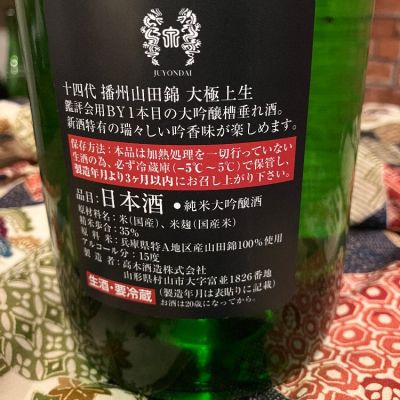 JUYONDAI
十四代 播州山田錦 大極上生
鑑評会用BY1本目の大吟醸槽垂れ酒。
新酒特有の瑞々しい吟香味が楽しめます。
保存方法：本品は加熱処理を一切行っていない
生酒の為、必ず冷蔵庫（−5℃〜5℃）で保管し、
製造年月より3ヶ月以内にお召し上がり下さい。
品目：日本酒 ●純米大吟醸酒
原材料名：米（国産）、米麹（国産米）
精米歩合：35%
原料米：兵庫県特A地区産山田錦100%使用
アルコール分：15度
製造者：高木酒造株式会社
山形県村山市大字富並1826番地
生酒・要冷蔵
（製造年月は表貼りに記載）
お酒は20歳になってから。